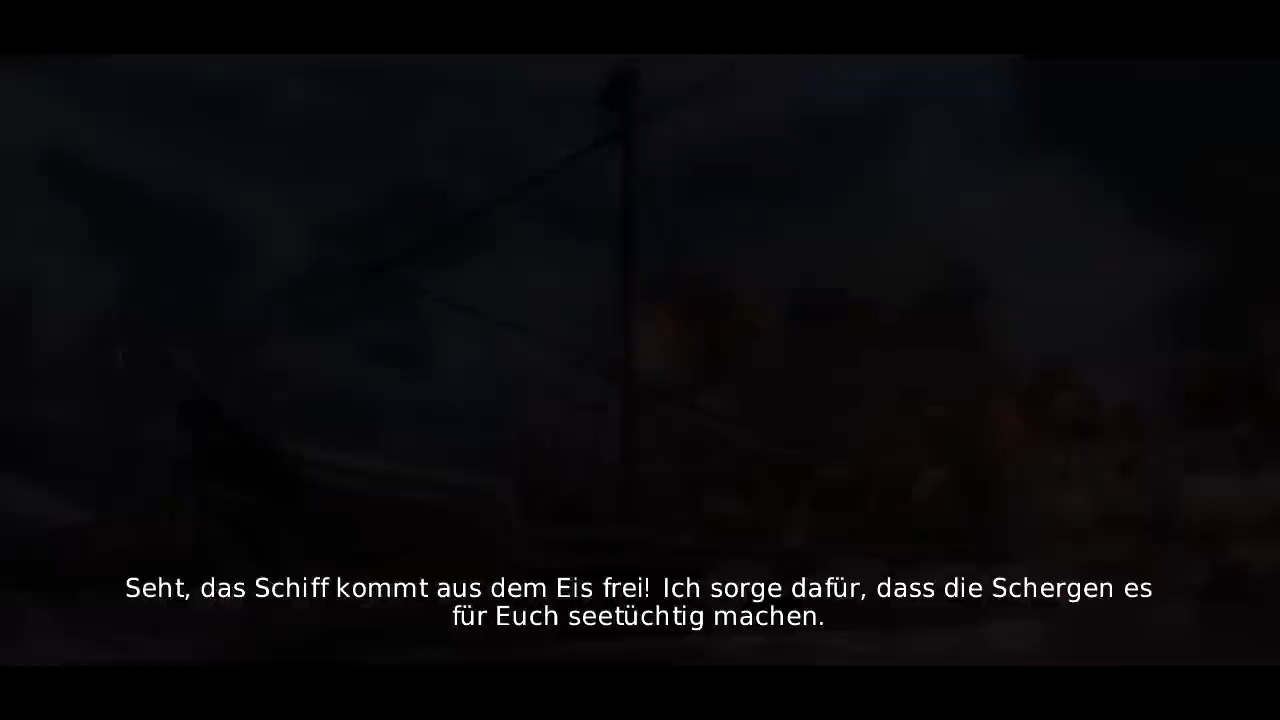 Seht, das Schiff kommt aus dem Eis frei! Ich sorge dafür, dass die Schergen es
für Euch seetüchtig machen.